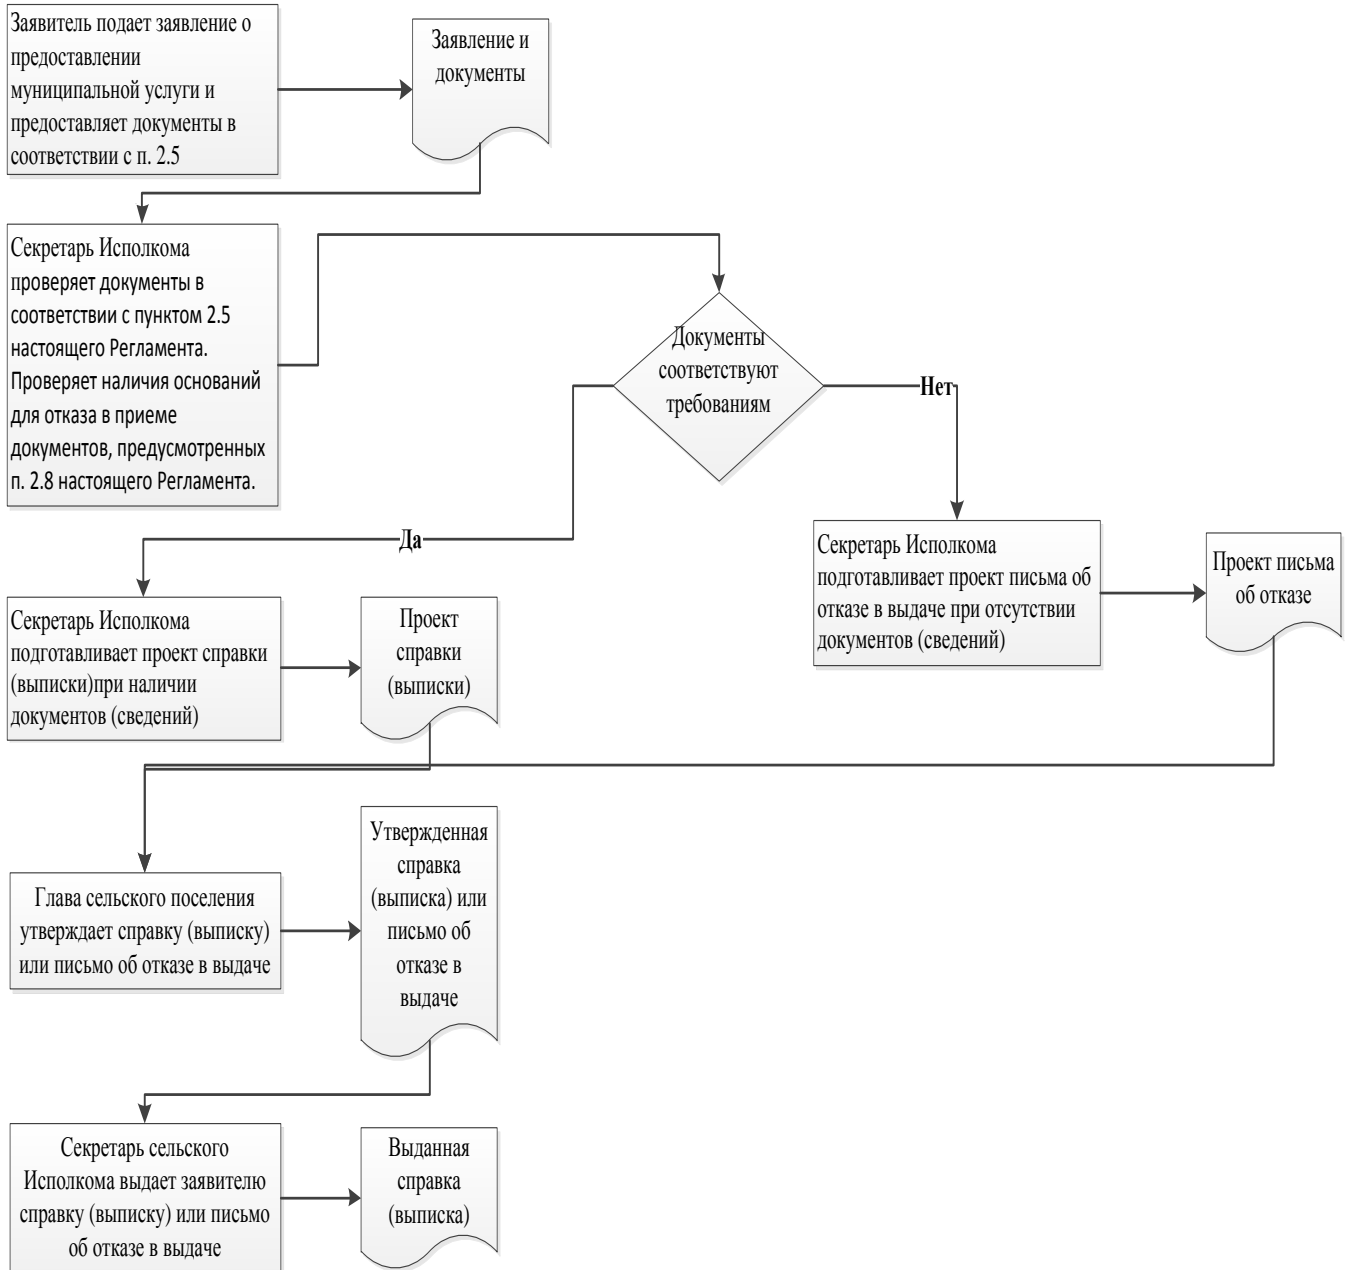 Заявитель подает заявление о
предоставлении
муниципальной услуги и
предоставляет документы в
соответствии с п. 2.5
Заявление и
документы
Секретарь Исполкома
проверяет документы в
соответствии с пунктом 2.5
настоящего Регламента.
Проверяет наличия оснований
для отказа в приеме
документов, предусмотренных
п. 2.8 настоящего Регламента.
Документы
соответствуют
требованиям
Нет
Да
Секретарь Исполкома
подготавливает проект письма об
отказе в выдаче при отсутствии
документов (сведений)
Проект письма
об отказе
Секретарь Исполкома
подготавливает проект справки
(выписки)при наличии
документов (сведений)
Проект
справки
(выписки)
Глава сельского поселения
утверждает справку (выписку)
или письмо об отказе в выдаче
Утвержденная
справка
(выписка) или
письмо об
отказе в
выдаче
Секретарь сельского
Исполкома выдает заявителю
справку (выписку) или письмо
об отказе в выдаче
Выданная
справка
(выписка)